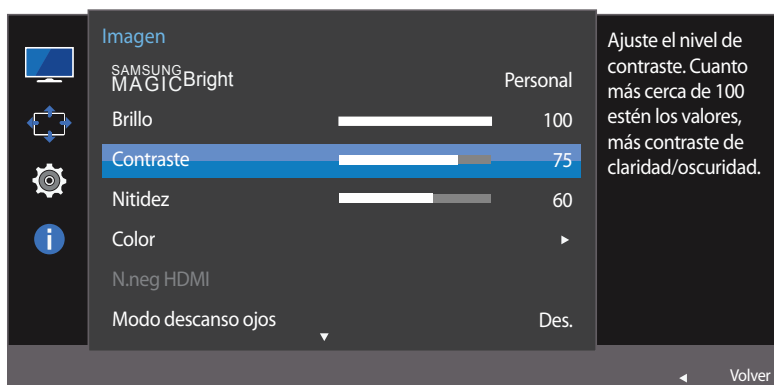 Imagen
SAMSUNG
MAGICBright Personal
Brillo 100
Contraste 75
Nitidez 60
Color
N.neg HDMI
Modo descanso ojos Des.
Ajuste el nivel de
contraste. Cuanto
más cerca de 100
estén los valores,
más contraste de
claridad/oscuridad.
Volver